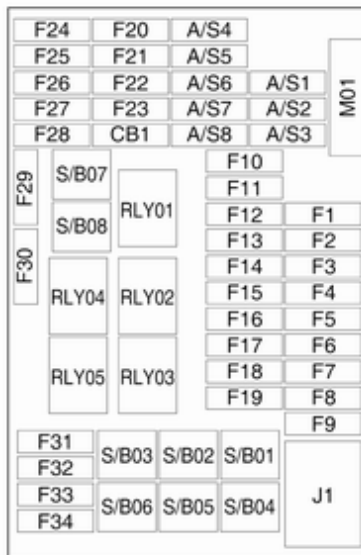 F24 F20 A/S4
F25 F21 A/S5
F26 F22 A/S6 A/S1
F27 F23 A/S7 A/S2
F28 CB1 A/S8 A/S3
M01
F29
S/B07
S/B08
RLY01
F30
RLY04 RLY02
RLY05 RLY03
F10
F11
F12 F1
F13 F2
F14 F3
F15 F4
F16 F5
F17 F6
F18 F7
F19 F8
F9
F31
F32
F33
F34
S/B03 S/B02 S/B01
S/B06 S/B05 S/B04
J1